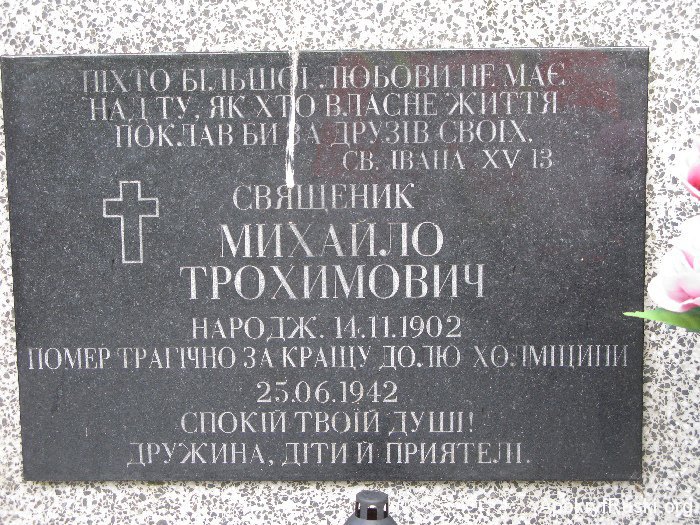 НІХТО БІЛЬШОЇ ЛЮБОВИ НЕ МАЄ
НАД ТУ, ЯК ХТО ВЛАСНЕ ЖИТТЯ
ПОКЛАВ БИ ЗА ДРУЗІВ СВОЇХ.
СВ. ІВАНА XV 13
СВЯЩЕНИК
МИХАЙЛО
ТРОХИМОВИЧ
НАРОДЖ. 14.11.1902
ПОМЕР ТРАГІЧНО ЗА КРАЩУ ДОЛЮ ХОЛМЩИНИ
25.06.1942
СПОКІЙ ТВОЇЙ ДУШІ!
ДРУЖИНА, ДІТИ Й ПРИЯТЕЛІ.